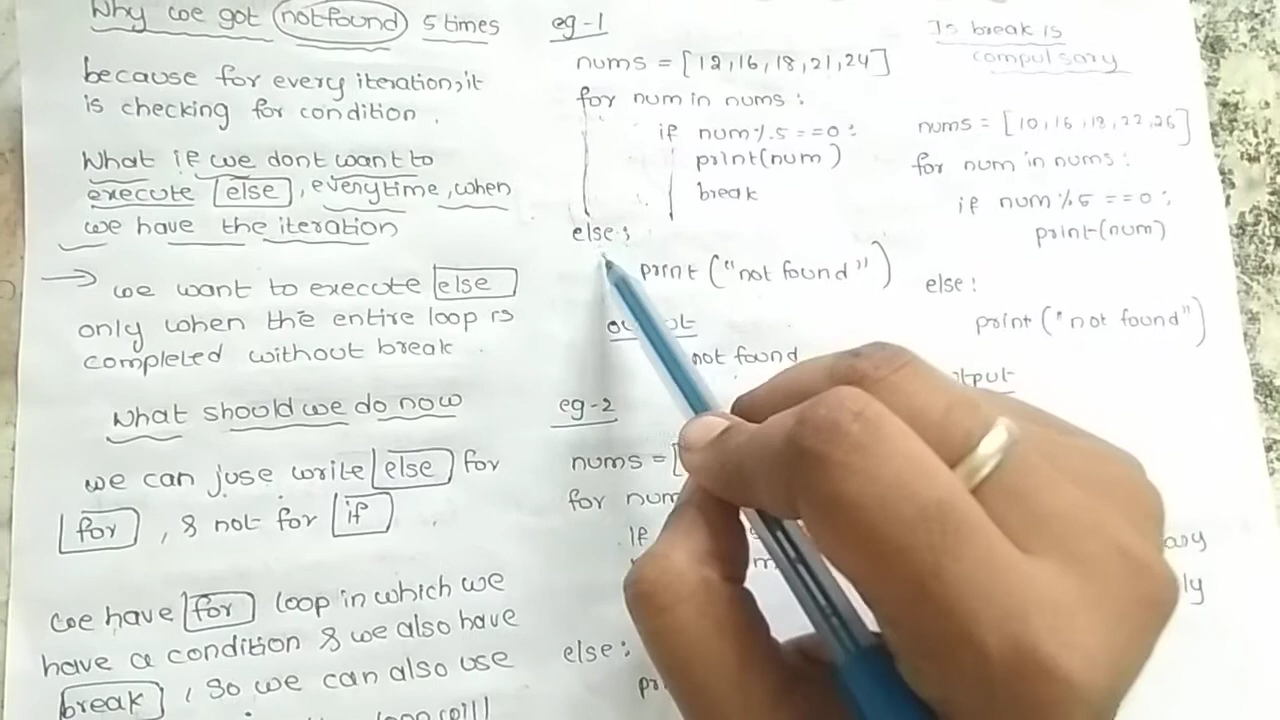 Why we got notfound 5 times
because for every iteration, it
is checking for condition.
What if we dont want to
execute else, everytime, when
we have the iteration
→ we want to execute else
only when the entire loop is
completed without break
What should we do now
we can juse write else for
for, & not for if
we have for loop in which we
have a condition & we also have
break, so we can also use
eg-1
nums = [12,16,18,21,24]
for num in nums:
if num%5==0:
print(num)
break
else:
print ("not found")
not found
eg-2
nums = [
for num
If
else:
Is break is
compulsary
nums = [10,16,18,22,26]
for num in nums:
if num%5==0:
print(num)
else:
print ("not found")